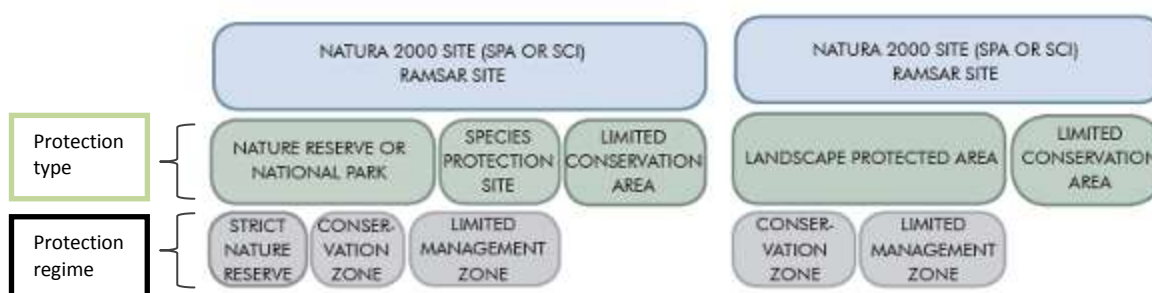 NATURA 2000 SITE (SPA OR SCI)
RAMSAR SITE
NATURA 2000 SITE (SPA OR SCI)
RAMSAR SITE
Protection
type
NATURE RESERVE OR
NATIONAL PARK
SPECIES
PROTECTION
SITE
LIMITED
CONSERVATION
AREA
LANDSCAPE PROTECTED AREA
LIMITED
CONSERVATION
AREA
Protection
regime
STRICT
NATURE
RESERVE
CONSER-
VATION
ZONE
LIMITED
MANAGEMENT
ZONE
CONSER-
VATION
ZONE
LIMITED
MANAGEMENT
ZONE